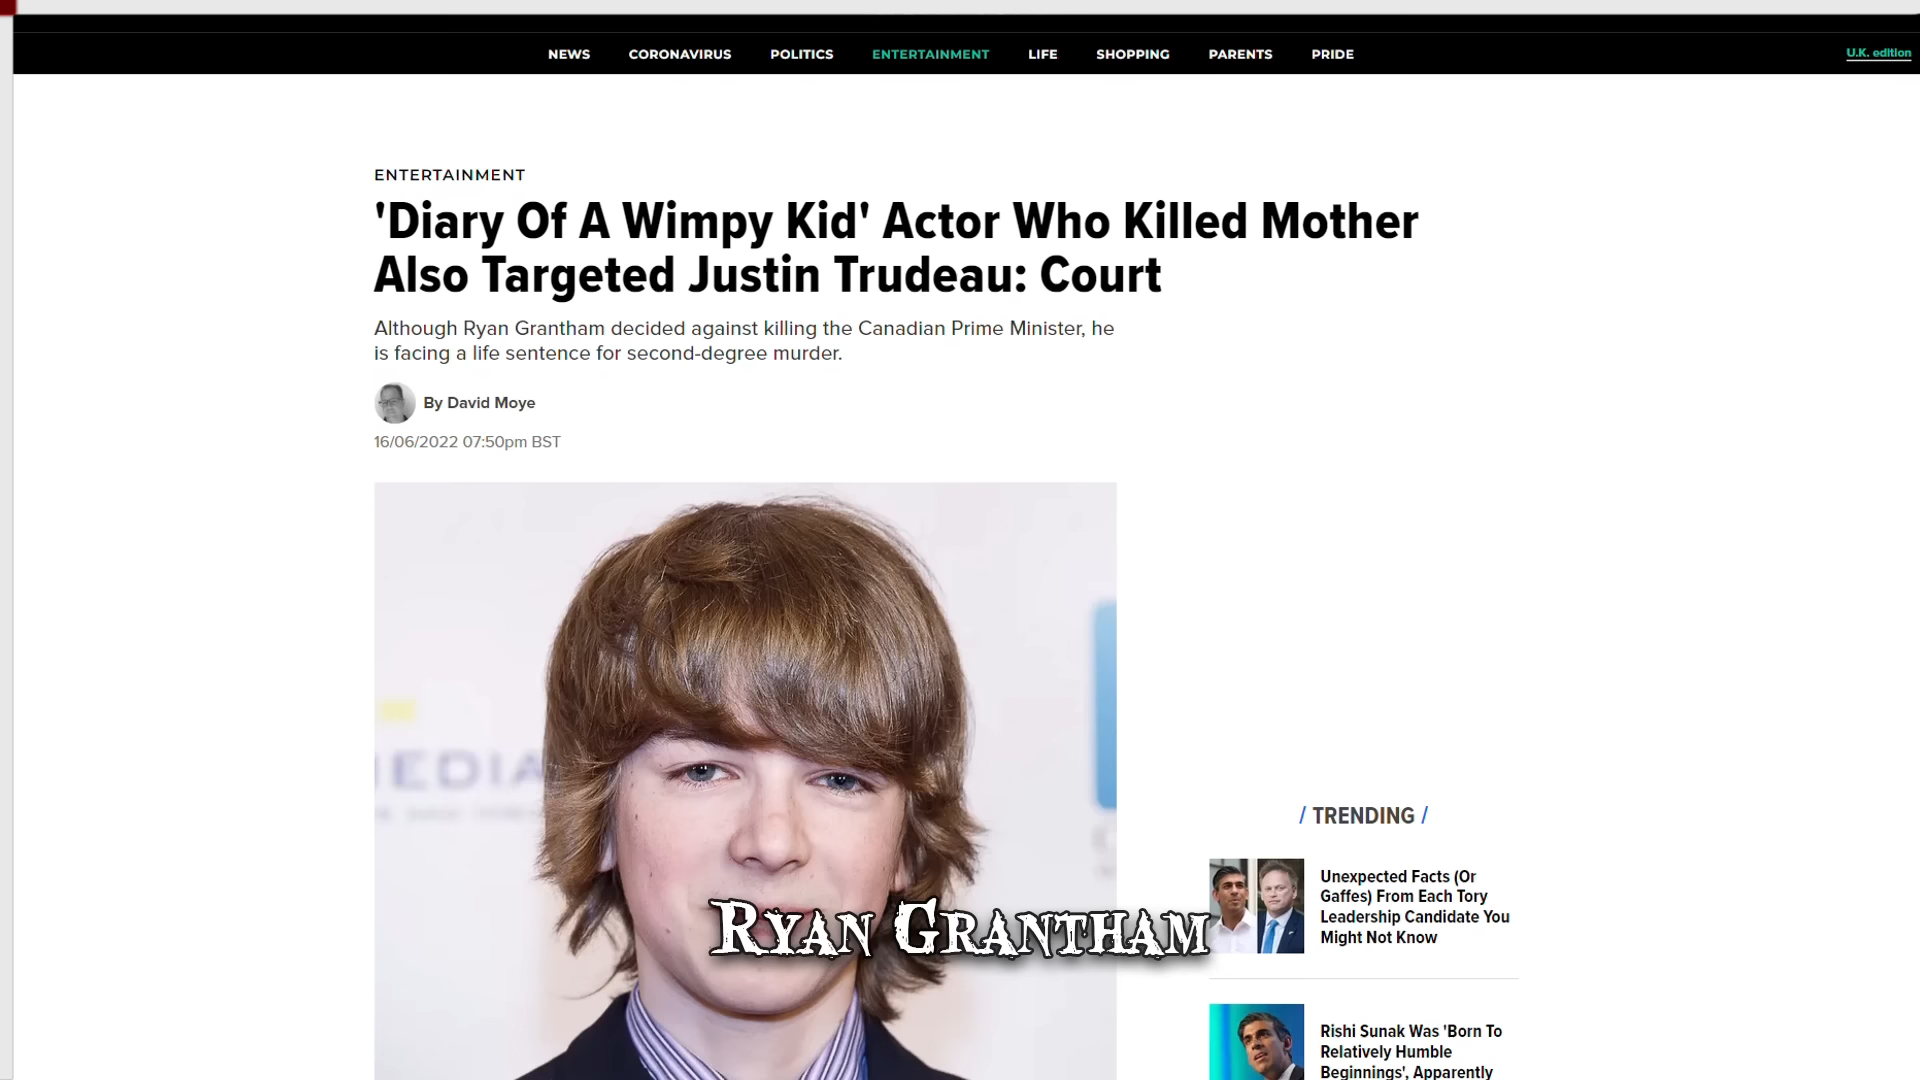 NEWS CORONAVIRUS POLITICS ENTERTAINMENT LIFE SHOPPING PARENTS PRIDE U.K. edition
ENTERTAINMENT
'Diary Of A Wimpy Kid' Actor Who Killed Mother
Also Targeted Justin Trudeau: Court
Although Ryan Grantham decided against killing the Canadian Prime Minister, he
is facing a life sentence for second-degree murder.
By David Moye
16/06/2022 07:50pm BST
EDIA
RYAN GRANTHAM
/ TRENDING /
Unexpected Facts (Or
Gaffes) From Each Tory
Leadership Candidate You
Might Not Know
Rishi Sunak Was 'Born To
Relatively Humble
Beginnings', Apparently